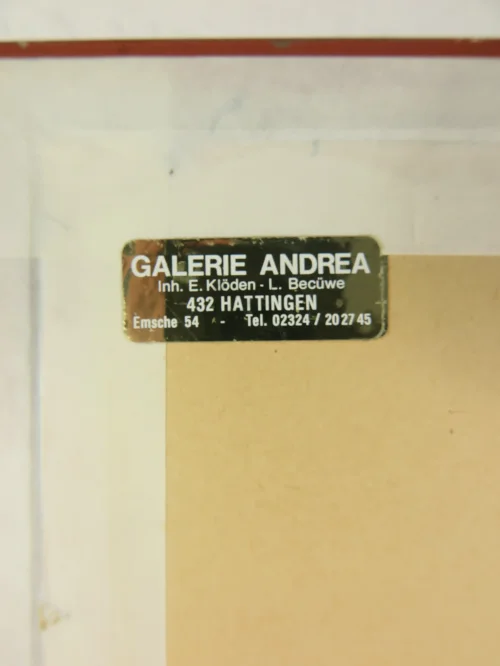 GALERIE ANDREA
Inh. E. Klöden - L. Becüwe
432 HATTINGEN
Emsche 54 - Tel. 02324 / 202745